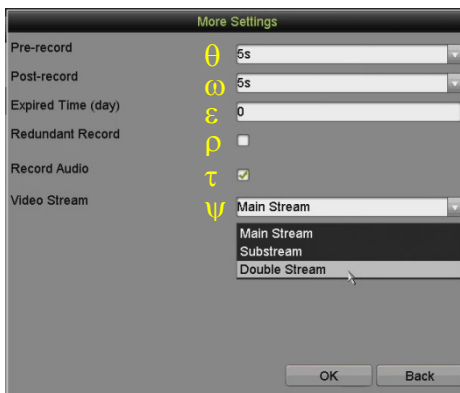 More Settings
Pre-record θ 5s
Post-record ω 5s
Expired Time (day) ε 0
Redundant Record ρ
Record Audio τ
Video Stream ψ Main Stream
Main Stream
Substream
Double Stream
OK Back